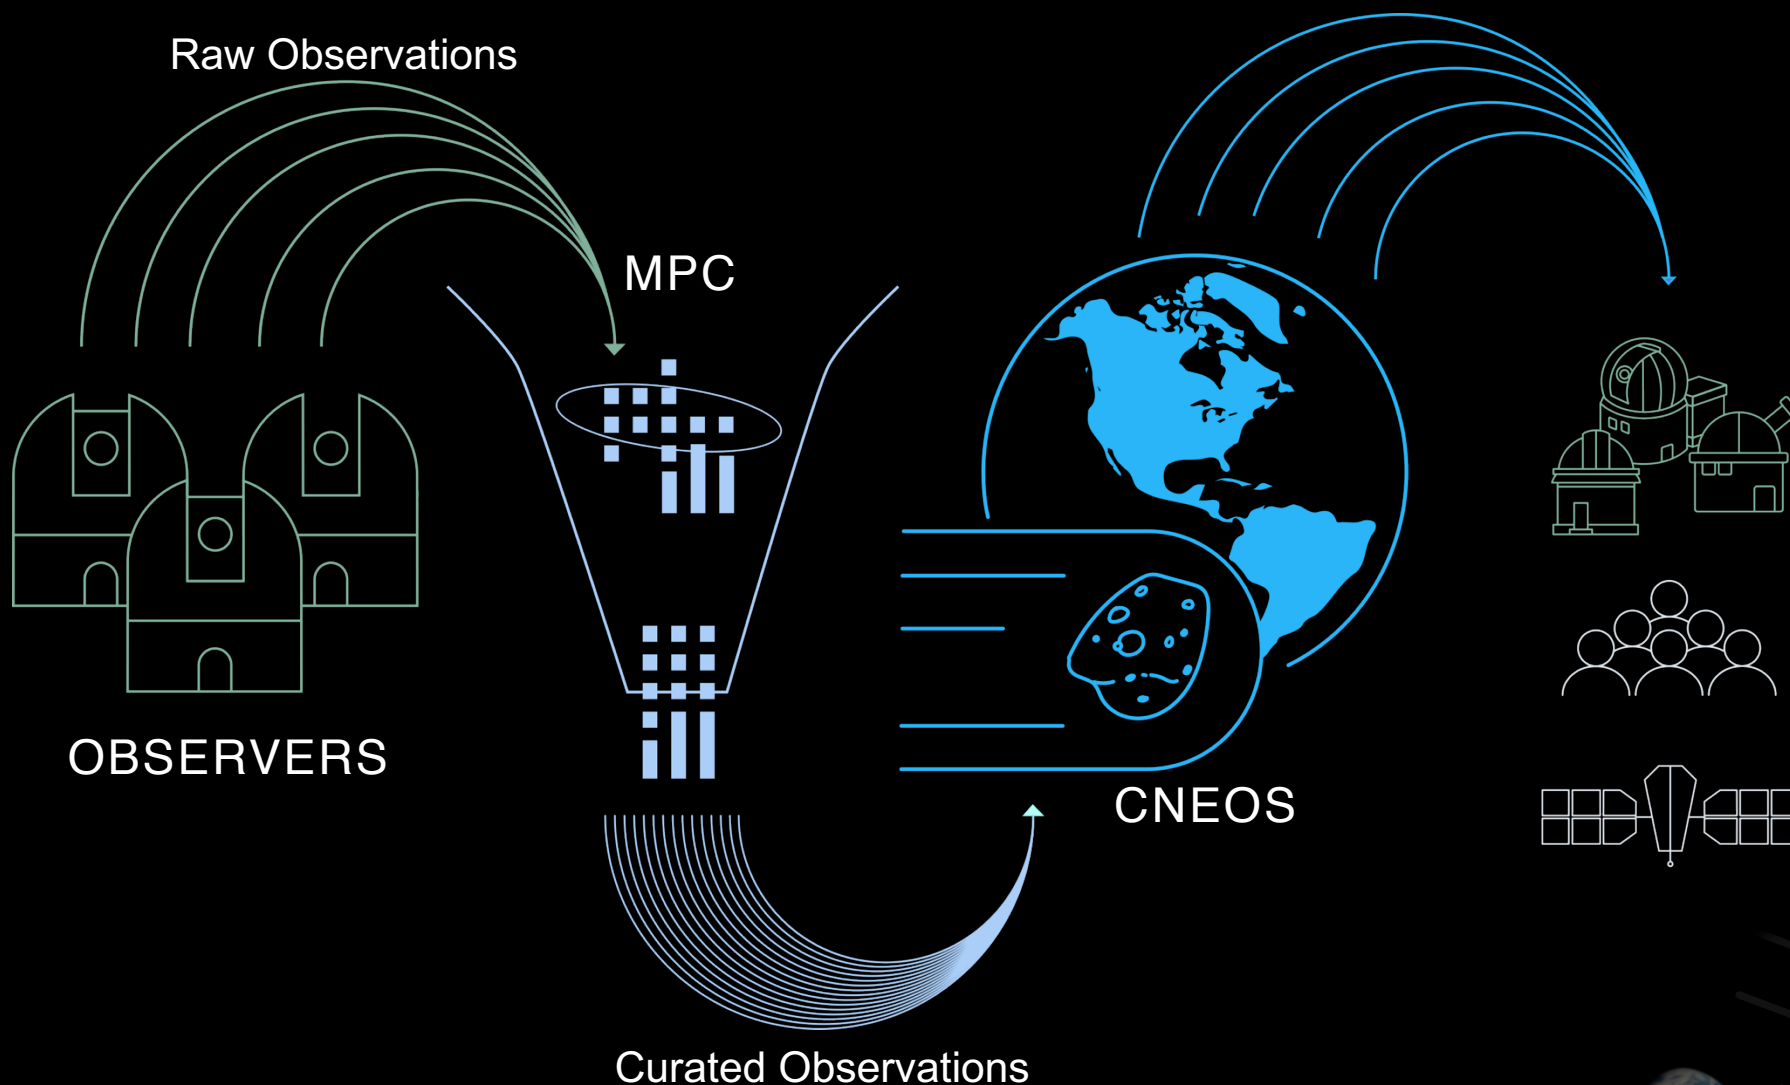 Raw Observations
MPC
OBSERVERS
CNEOS
Curated Observations